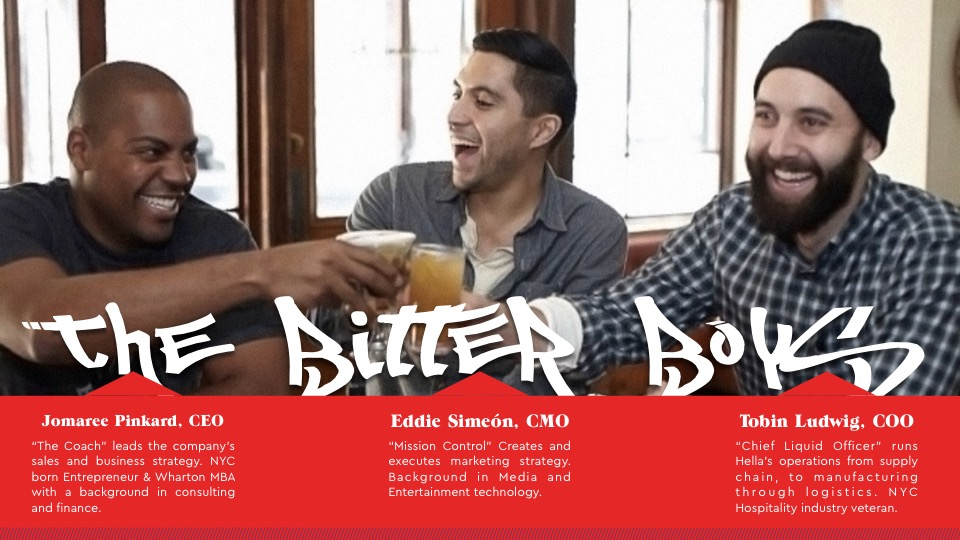 the BiTTER BoyS
Jomaree Pinkard, CEO
“The Coach” leads the company’s
sales and business strategy. NYC
born Entrepreneur & Wharton MBA
with a background in consulting
and finance.
Eddie Simeón, CMO
“Mission Control” Creates and
executes marketing strategy.
Background in Media and
Entertainment technology.
Tobin Ludwig, COO
“Chief Liquid Officer” runs
Hella’s operations from supply
chain, to manufacturing
through logistics. NYC
Hospitality industry veteran.